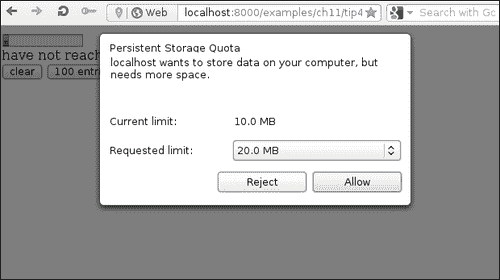 Web
localhost:8000/examples/ch11/tip4
Search with Go
Persistent Storage Quota
localhost wants to store data on your computer, but
needs more space.
have not reach
clear
100 entri
Current limit: 10.0 MB
Requested limit: 20.0 MB
Reject
Allow